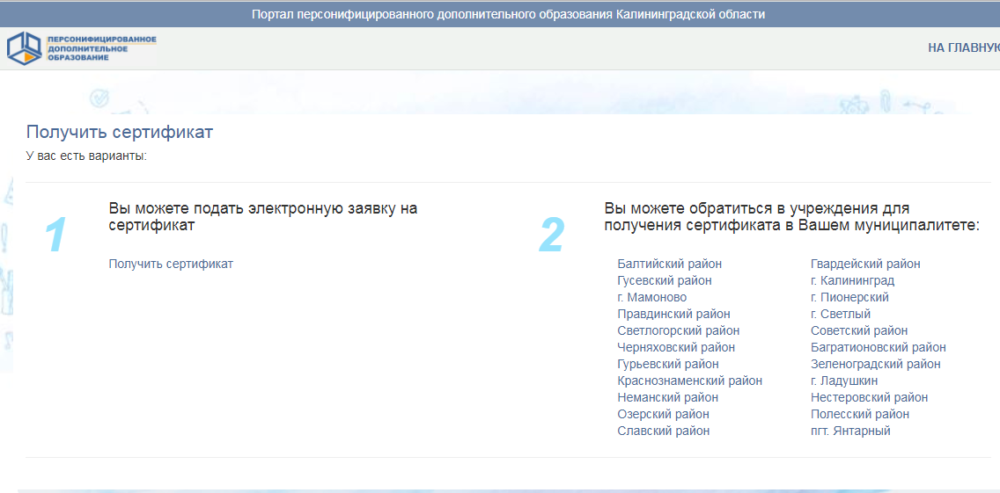 Портал персонифицированного дополнительного образования Калининградской области
ПЕРСОНИФИЦИРОВАННОЕ
ДОПОЛНИТЕЛЬНОЕ
ОБРАЗОВАНИЕ
НА ГЛАВНУЮ
Получить сертификат
У вас есть варианты:
1
Вы можете подать электронную заявку на
сертификат
Получить сертификат
2
Вы можете обратиться в учреждения для
получения сертификата в Вашем муниципалитете:
Балтийский район
Гусевский район
г. Мамоново
Правдинский район
Светлогорский район
Черняховский район
Гурьевский район
Краснознаменский район
Неманский район
Озерский район
Славский район
Гвардейский район
г. Калининград
г. Пионерский
г. Светлый
Советский район
Багратионовский район
Зеленоградский район
г. Ладушкин
Нестеровский район
Полесский район
пгт. Янтарный